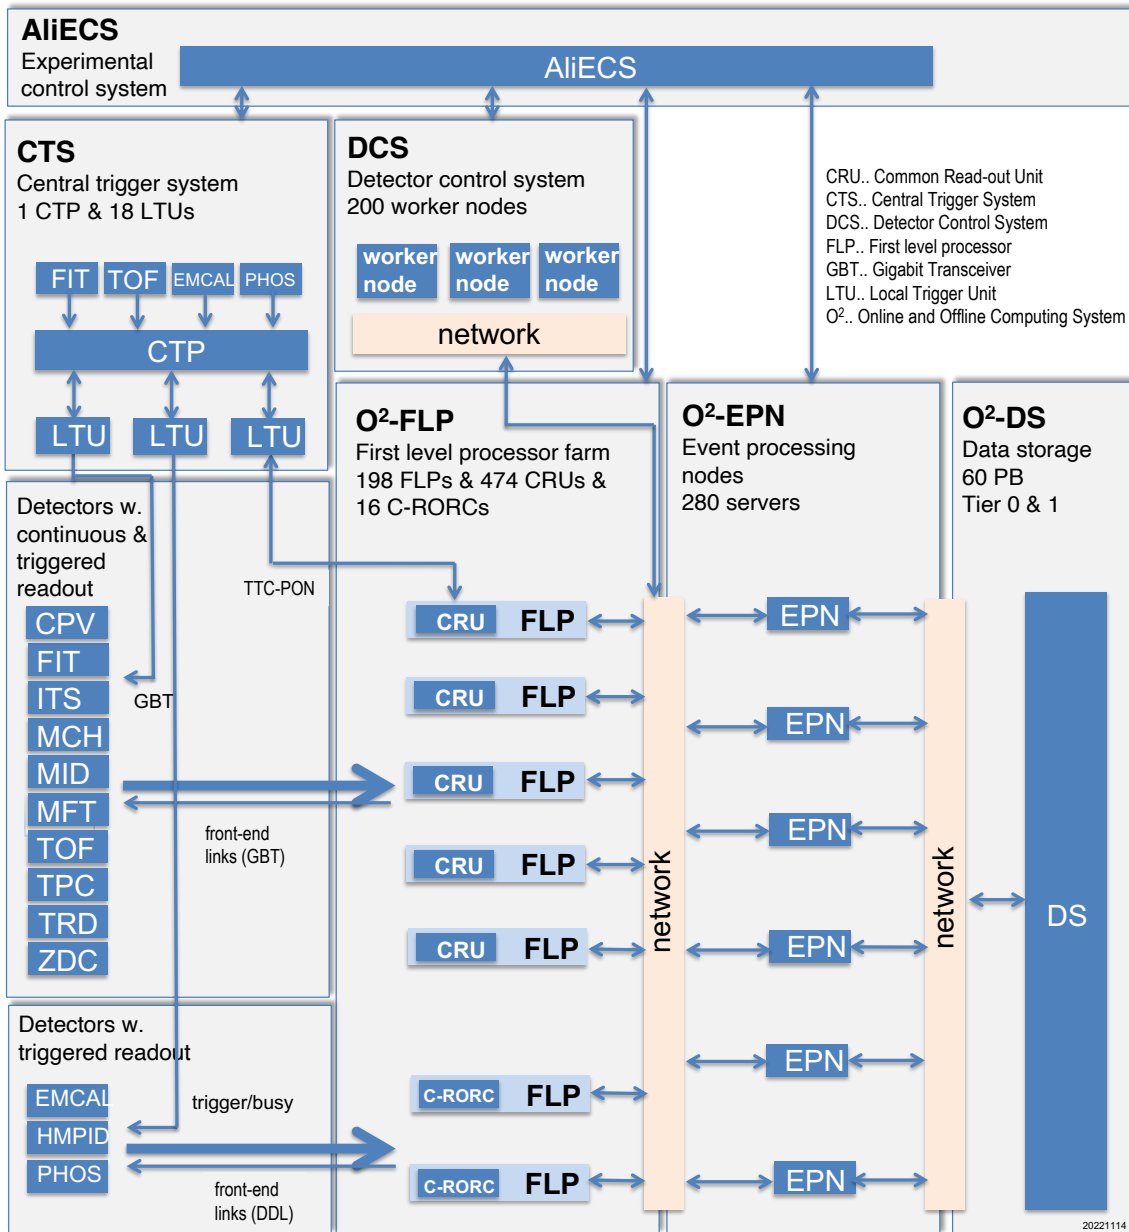 AliECS
Experimental
control system
AliECS
CTS
Central trigger system
1 CTP & 18 LTUs
FIT
TOF
EMCAL
PHOS
CTP
LTU
LTU
LTU
DCS
Detector control system
200 worker nodes
worker
node
worker
node
worker
node
network
CRU.. Common Read-out Unit
CTS.. Central Trigger System
DCS.. Detector Control System
FLP.. First level processor
GBT.. Gigabit Transceiver
LTU.. Local Trigger Unit
O².. Online and Offline Computing System
Detectors w.
continuous &
triggered
readout
CPV
FIT
ITS
MCH
MID
MFT
TOF
TPC
TRD
ZDC
GBT
TTC-PON
front-end
links (GBT)
Detectors w.
triggered readout
EMCAL
HMPID
PHOS
trigger/busy
front-end
links (DDL)
O²-FLP
First level processor farm
198 FLPs & 474 CRUs &
16 C-RORCs
CRU FLP
CRU FLP
CRU FLP
CRU FLP
CRU FLP
C-RORC FLP
C-RORC FLP
network
O²-EPN
Event processing
nodes
280 servers
EPN
EPN
EPN
EPN
EPN
EPN
network
O²-DS
Data storage
60 PB
Tier 0 & 1
DS
20221114